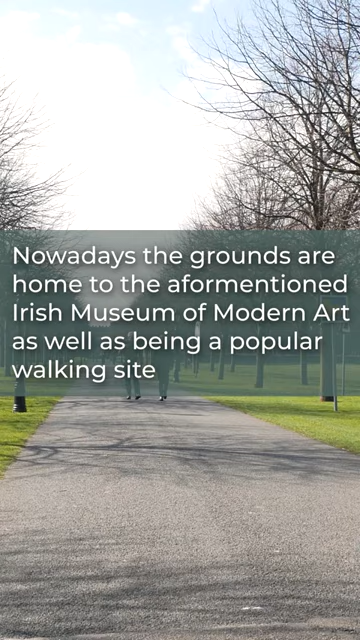 Nowadays the grounds are
home to the aformentioned
Irish Museum of Modern Art
as well as being a popular
walking site